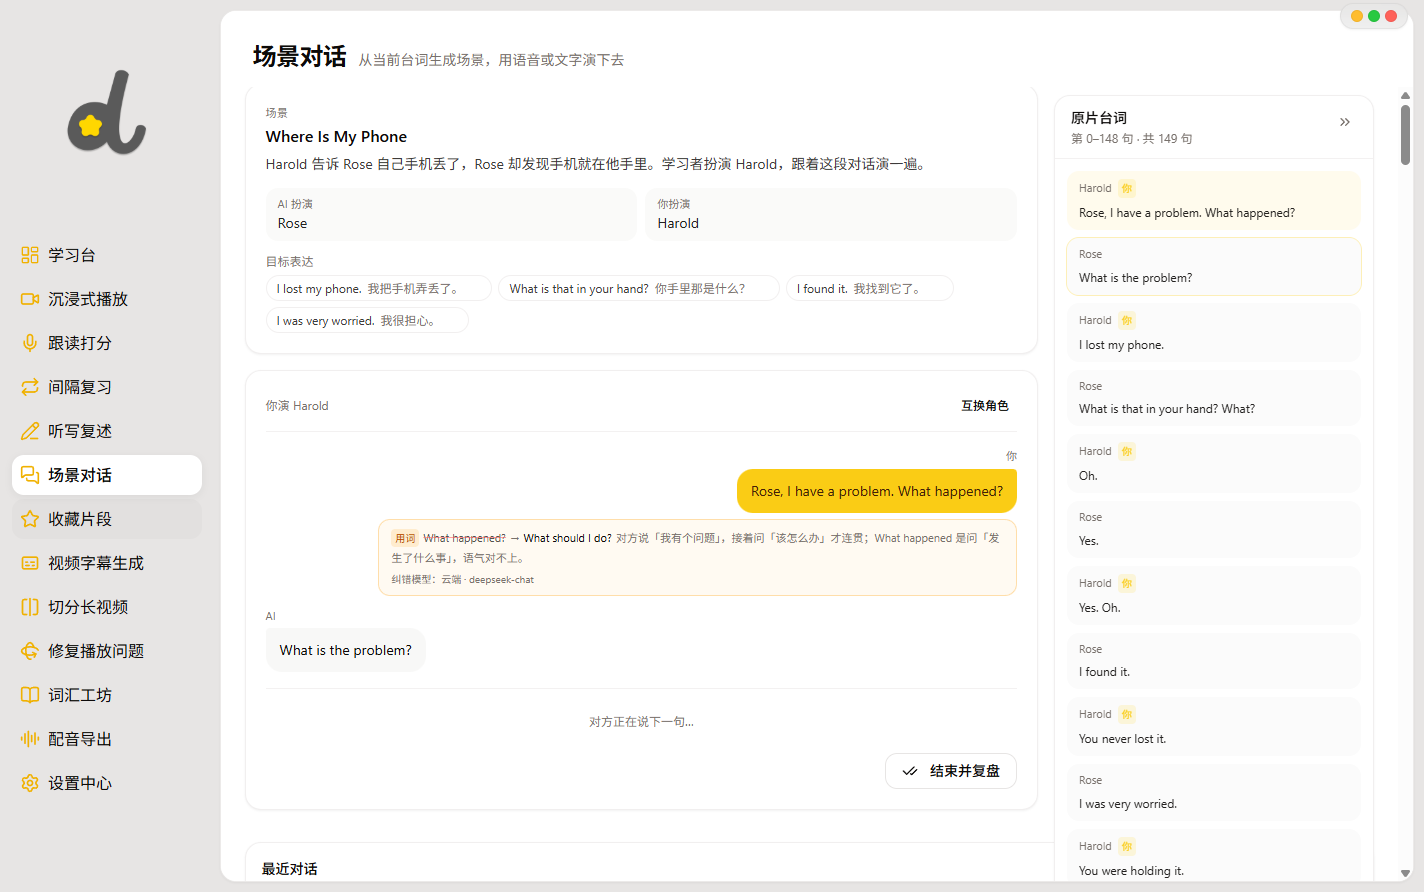 场景对话 从当前台词生成场景，用语音或文字演下去
学习台
沉浸式播放
跟读打分
间隔复习
听写复述
场景对话
收藏片段
视频字幕生成
切分长视频
修复播放问题
词汇工坊
配音导出
设置中心
场景
Where Is My Phone
Harold 告诉 Rose 自己手机丢了，Rose 却发现手机就在他手里。学习者扮演 Harold，跟着这段对话演一遍。
AI 扮演
Rose
你扮演
Harold
目标表达
I lost my phone. 我把手机弄丢了。
What is that in your hand? 你手里那是什么？
I found it. 我找到它了。
I was very worried. 我很担心。
你演 Harold
互换角色
你
Rose, I have a problem. What happened?
用词 What happened? → What should I do? 对方说「我有个问题」，接着问「该怎么办」才连贯；What happened 是问「发
生了什么事」，语气对不上。
纠错模型：云端 · deepseek-chat
AI
What is the problem?
对方正在说下一句...
结束并复盘
最近对话
原片台词
第 0–148 句 · 共 149 句
Harold 你
Rose, I have a problem. What happened?
Rose
What is the problem?
Harold 你
I lost my phone.
Rose
What is that in your hand? What?
Harold 你
Oh.
Rose
Yes.
Harold 你
Yes. Oh.
Rose
I found it.
Harold 你
You never lost it.
Rose
I was very worried.
Harold 你
You were holding it.